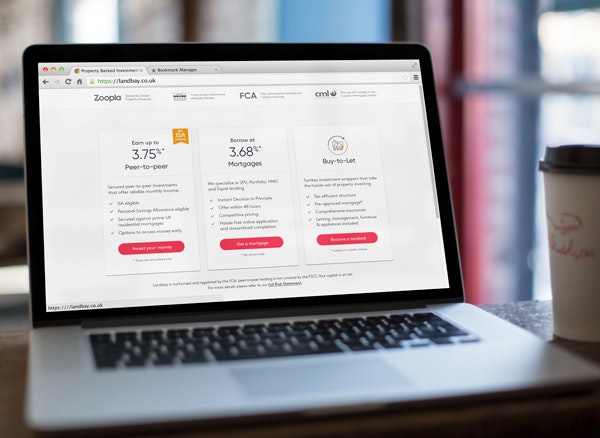 Property Backed Investment
Bookmark Manager
https://landbay.co.uk
Zoopla
Backed by Zoopla
Property Group Ltd
FCA
cml
ISA
Earn up to
3.75%*
Peer-to-peer
Secured peer-to-peer investments
that offer reliable monthly income.
ISA eligible
Personal Savings Allowance eligible
Secured against prime UK
residential mortgages
Options to access money early
Invest your money
* Expected annualised rate
Borrow at
3.68%*
Mortgages
We specialise in SPV, Portfolio, HMO
and Expat lending
Instant Decision in Principle
Offer within 48 hours
Competitive pricing
Hassle free online application
and streamlined completion
Get a mortgage
Buy-to-Let
Turnkey investment wrappers that take
the hassle out of property investing
Tax efficient structure
Pre-approved mortgage*
Comprehensive insurance
Letting, management, furniture
& appliances included
Become a landlord
* Subject to credit criteria
Landbay is authorised and regulated by the FCA; peer-to-peer lending is not covered by the FSCS. Your capital is at risk.
For more details please refer to our full Risk Statement
https:////landbay.co.uk